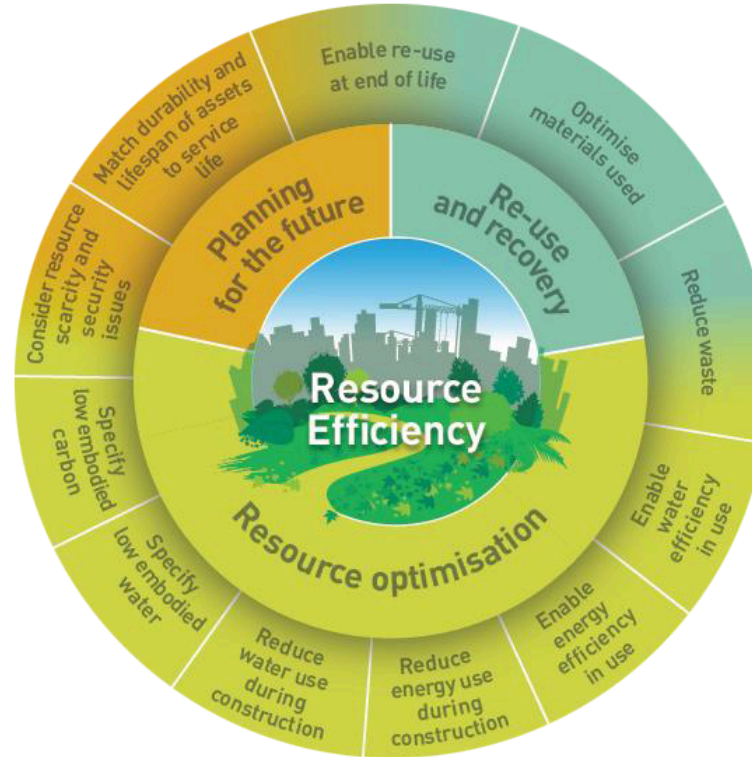 Resource
Efficiency
Planning
for the future
Re-use
and recovery
Resource optimisation
Enable re-use
at end of life
Optimise
materials used
Reduce waste
Enable
water
efficiency
in use
Enable
energy
efficiency
in use
Reduce
energy use
during
construction
Reduce
water use
during
construction
Specify
low embodied
water
Specify
low embodied
carbon
Consider resource
scarcity and
security
issues
Match durability and
lifespan of assets
to service
life